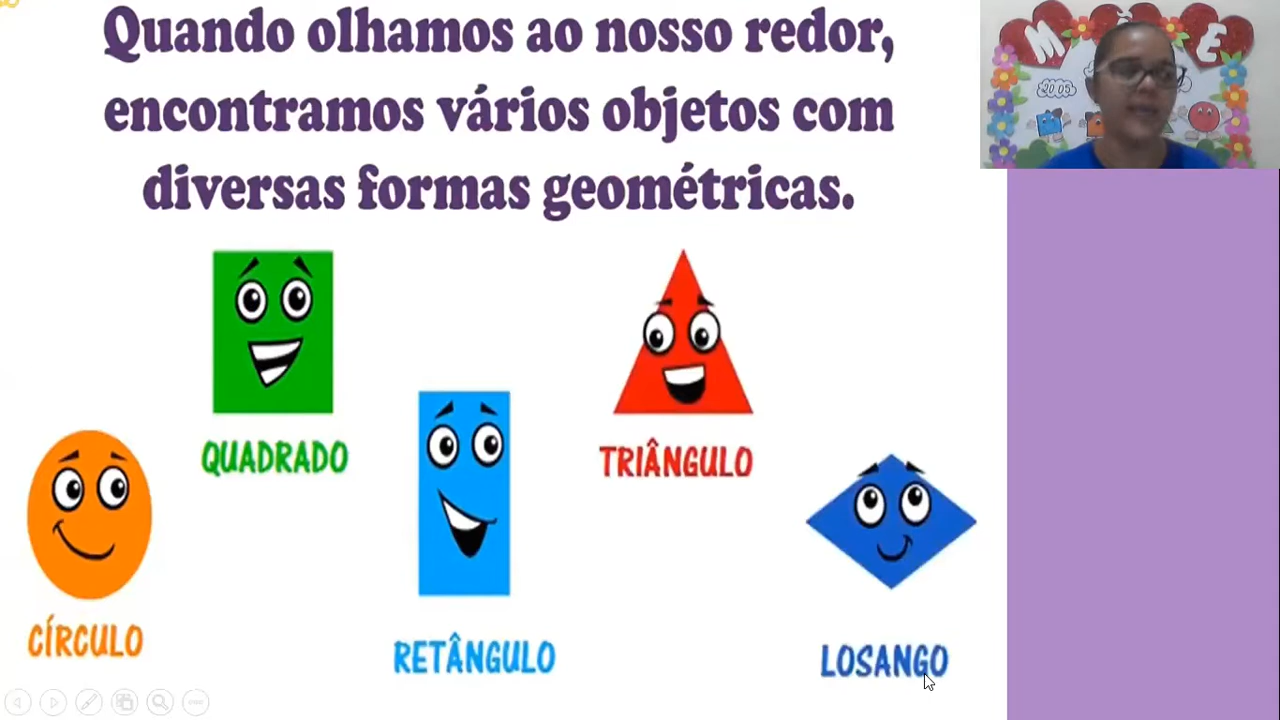 Quando olhamos ao nosso redor,
encontramos vários objetos com
diversas formas geométricas.
QUADRADO
TRIÂNGULO
CÍRCULO
RETÂNGULO
LOSANGO